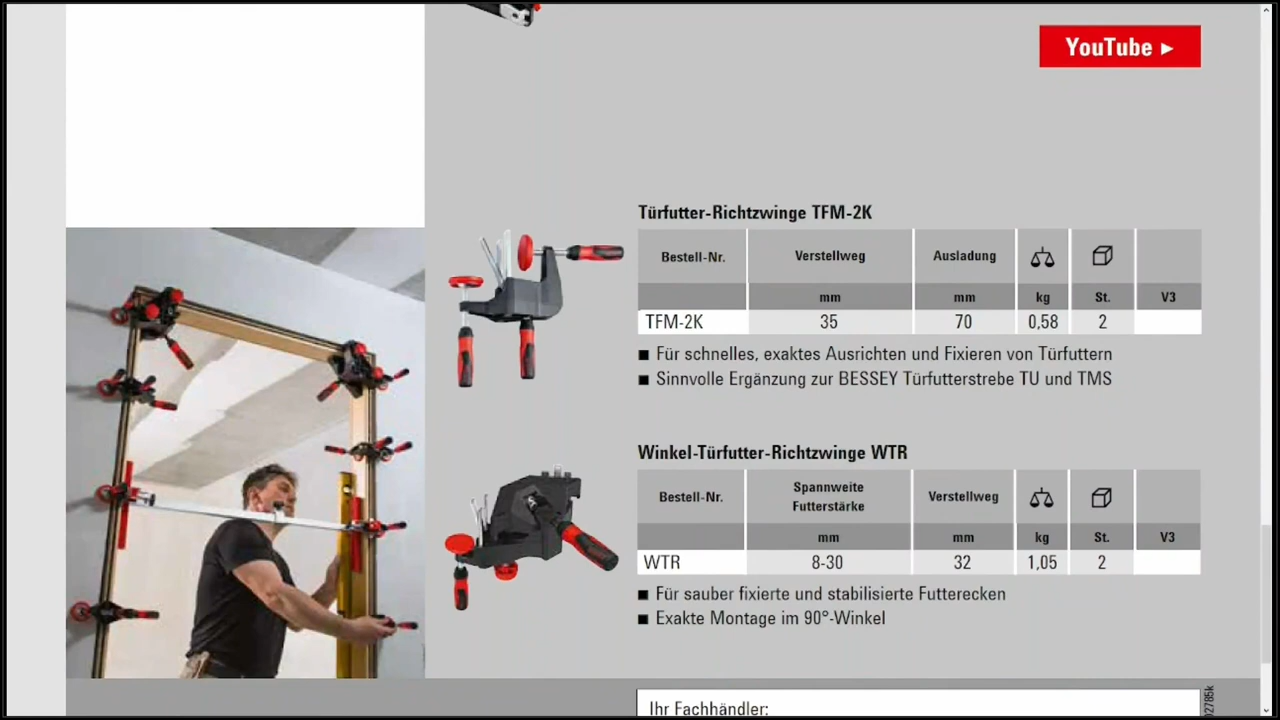 YouTube ►
Türfutter-Richtzwinge TFM-2K
Bestell-Nr. Verstellweg Ausladung
mm mm kg St. V3
TFM-2K 35 70 0,58 2
■ Für schnelles, exaktes Ausrichten und Fixieren von Türfuttern
■ Sinnvolle Ergänzung zur BESSEY Türfutterstrebe TU und TMS
Winkel-Türfutter-Richtzwinge WTR
Bestell-Nr. Spannweite Futterstärke Verstellweg
mm mm kg St. V3
WTR 8-30 32 1,05 2
■ Für sauber fixierte und stabilisierte Futterecken
■ Exakte Montage im 90°-Winkel
Ihr Fachhändler: